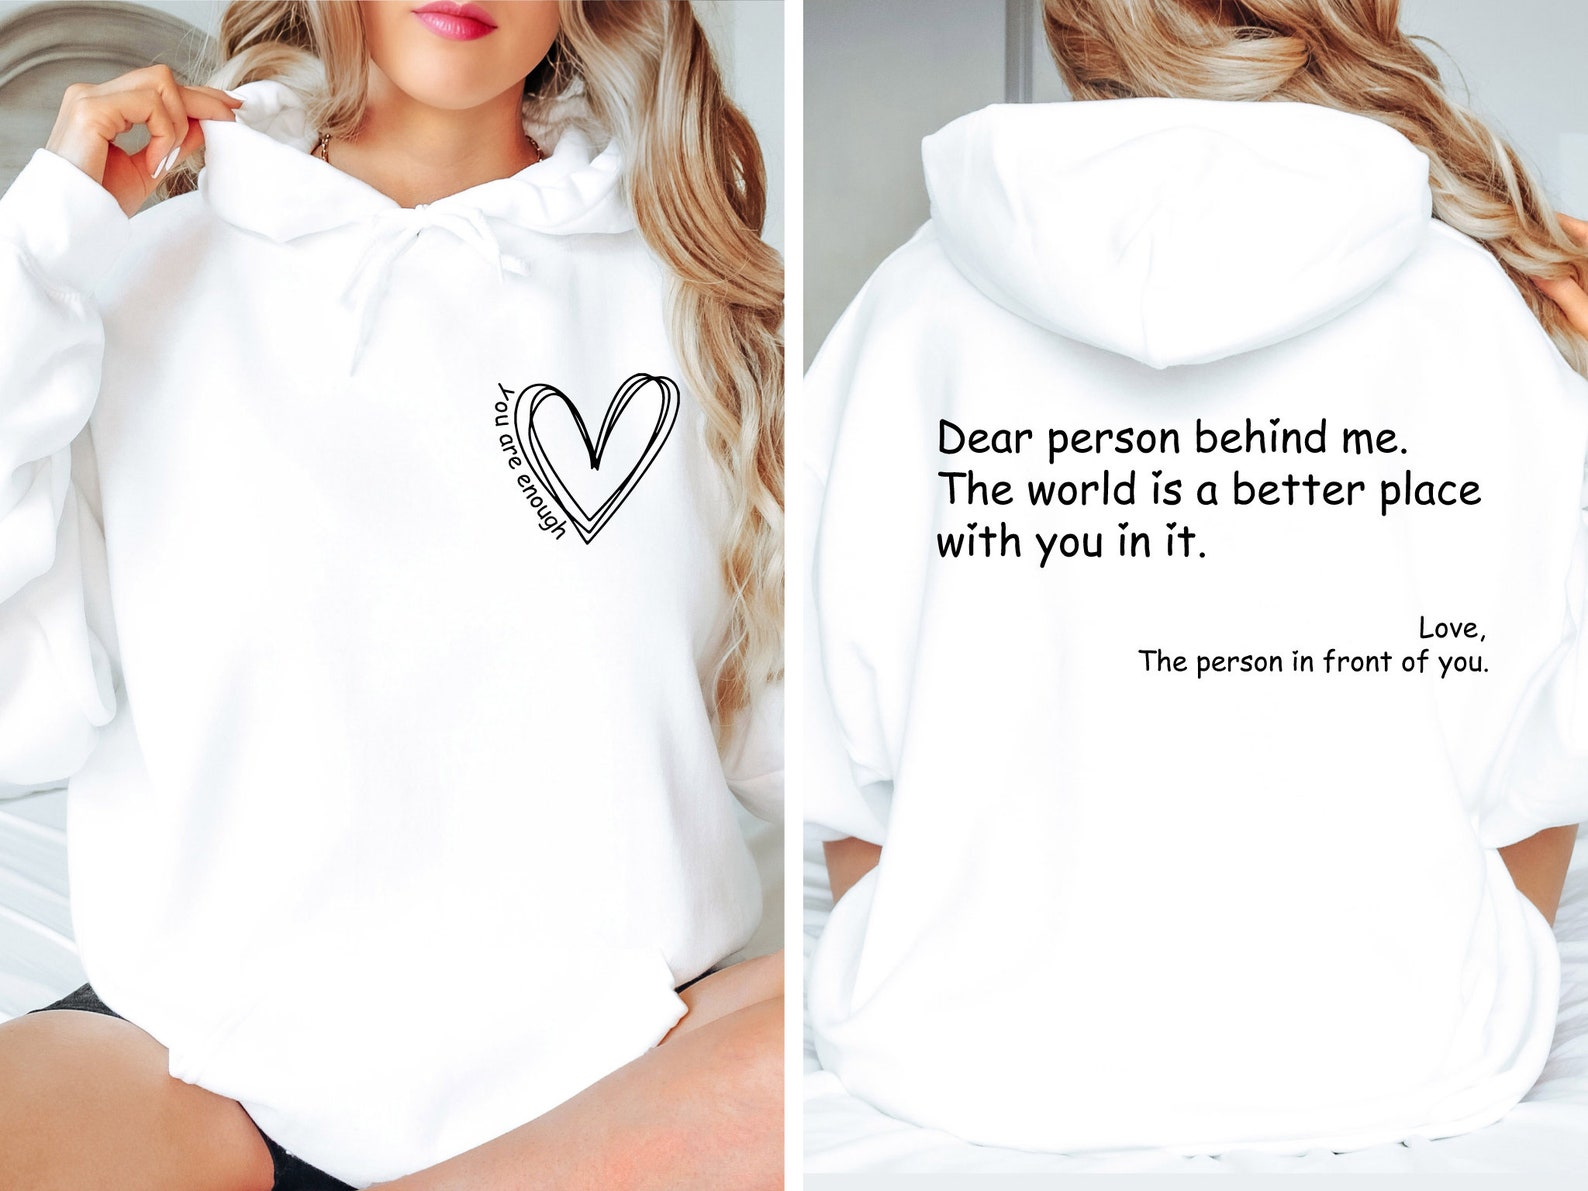 You are enough
Dear person behind me.
The world is a better place
with you in it.
Love,
The person in front of you.